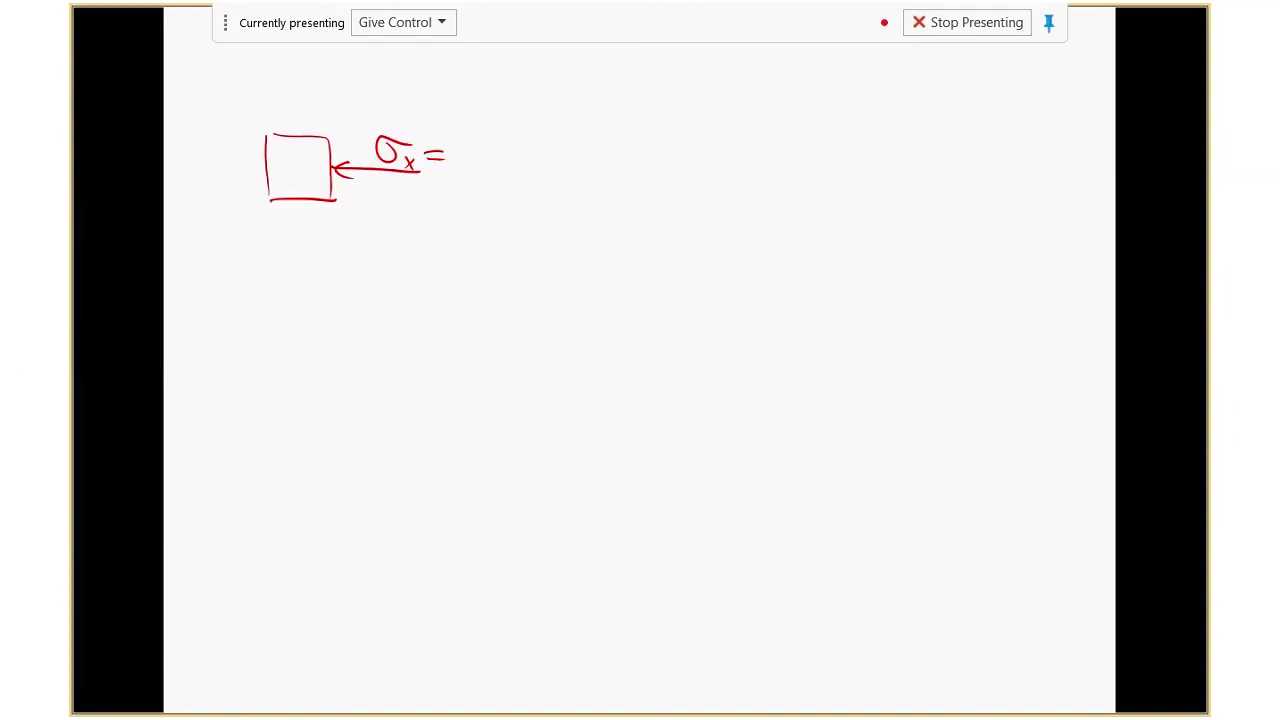 Currently presenting Give Control Stop Presenting
σx =